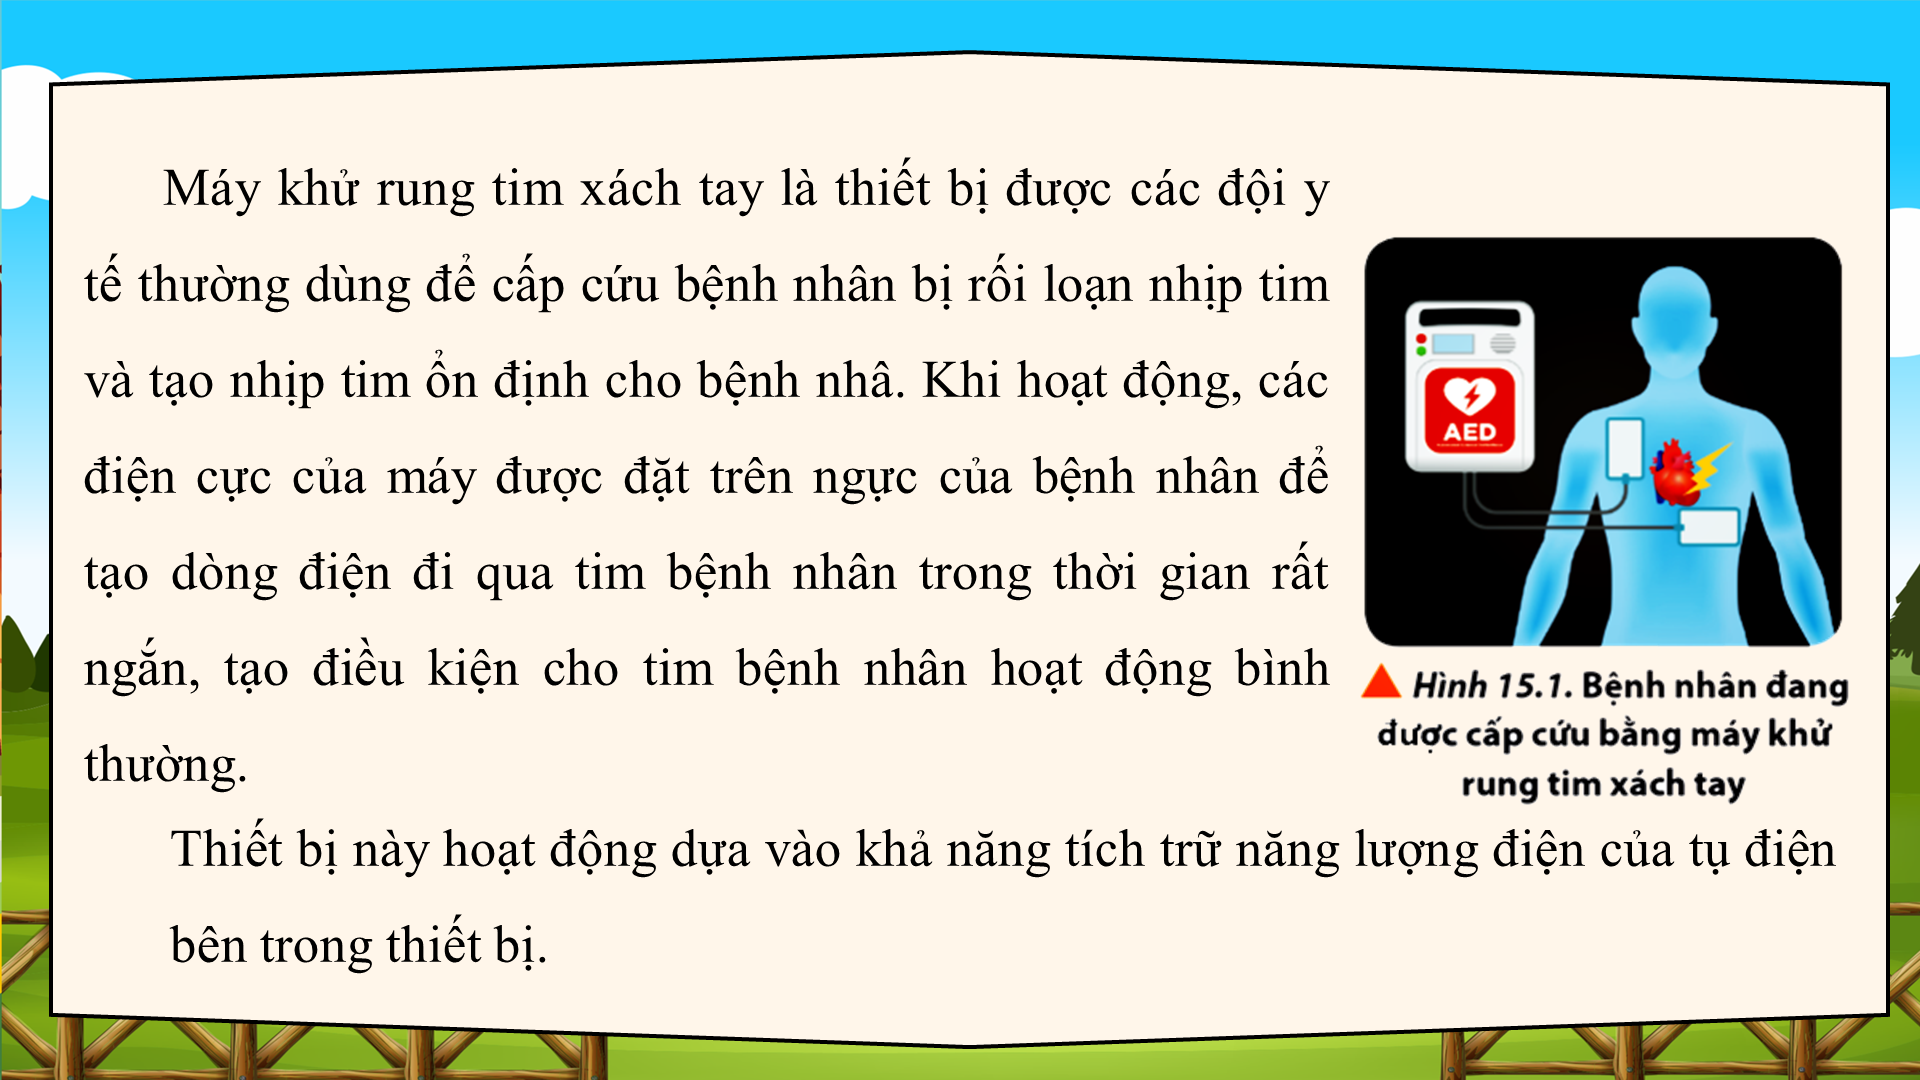 Máy khử rung tim xách tay là thiết bị được các đội y
tế thường dùng để cấp cứu bệnh nhân bị rối loạn nhịp tim
và tạo nhịp tim ổn định cho bệnh nhâ. Khi hoạt động, các
điện cực của máy được đặt trên ngực của bệnh nhân để
tạo dòng điện đi qua tim bệnh nhân trong thời gian rất
ngắn, tạo điều kiện cho tim bệnh nhân hoạt động bình
thường.
AED
Hình 15.1. Bệnh nhân đang
được cấp cứu bằng máy khử
rung tim xách tay
Thiết bị này hoạt động dựa vào khả năng tích trữ năng lượng điện của tụ điện
bên trong thiết bị.